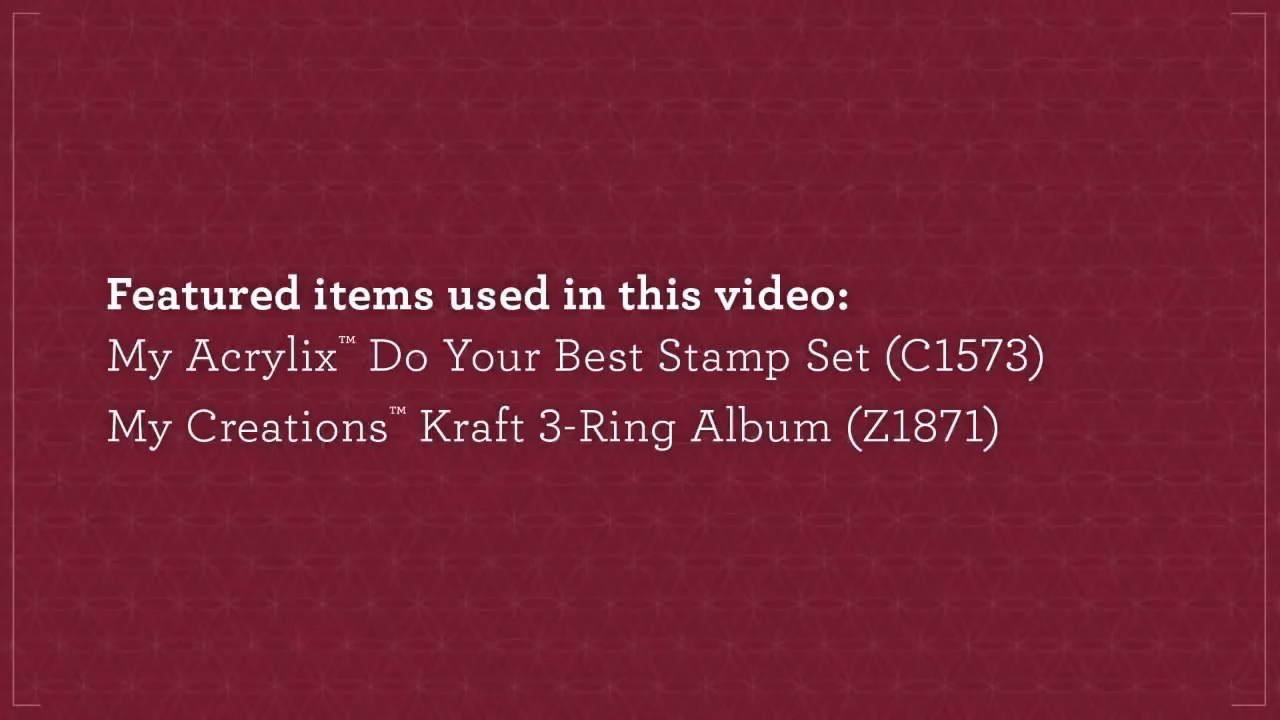 Featured items used in this video:
My Acrylix™ Do Your Best Stamp Set (C1573)
My Creations™ Kraft 3-Ring Album (Z1871)